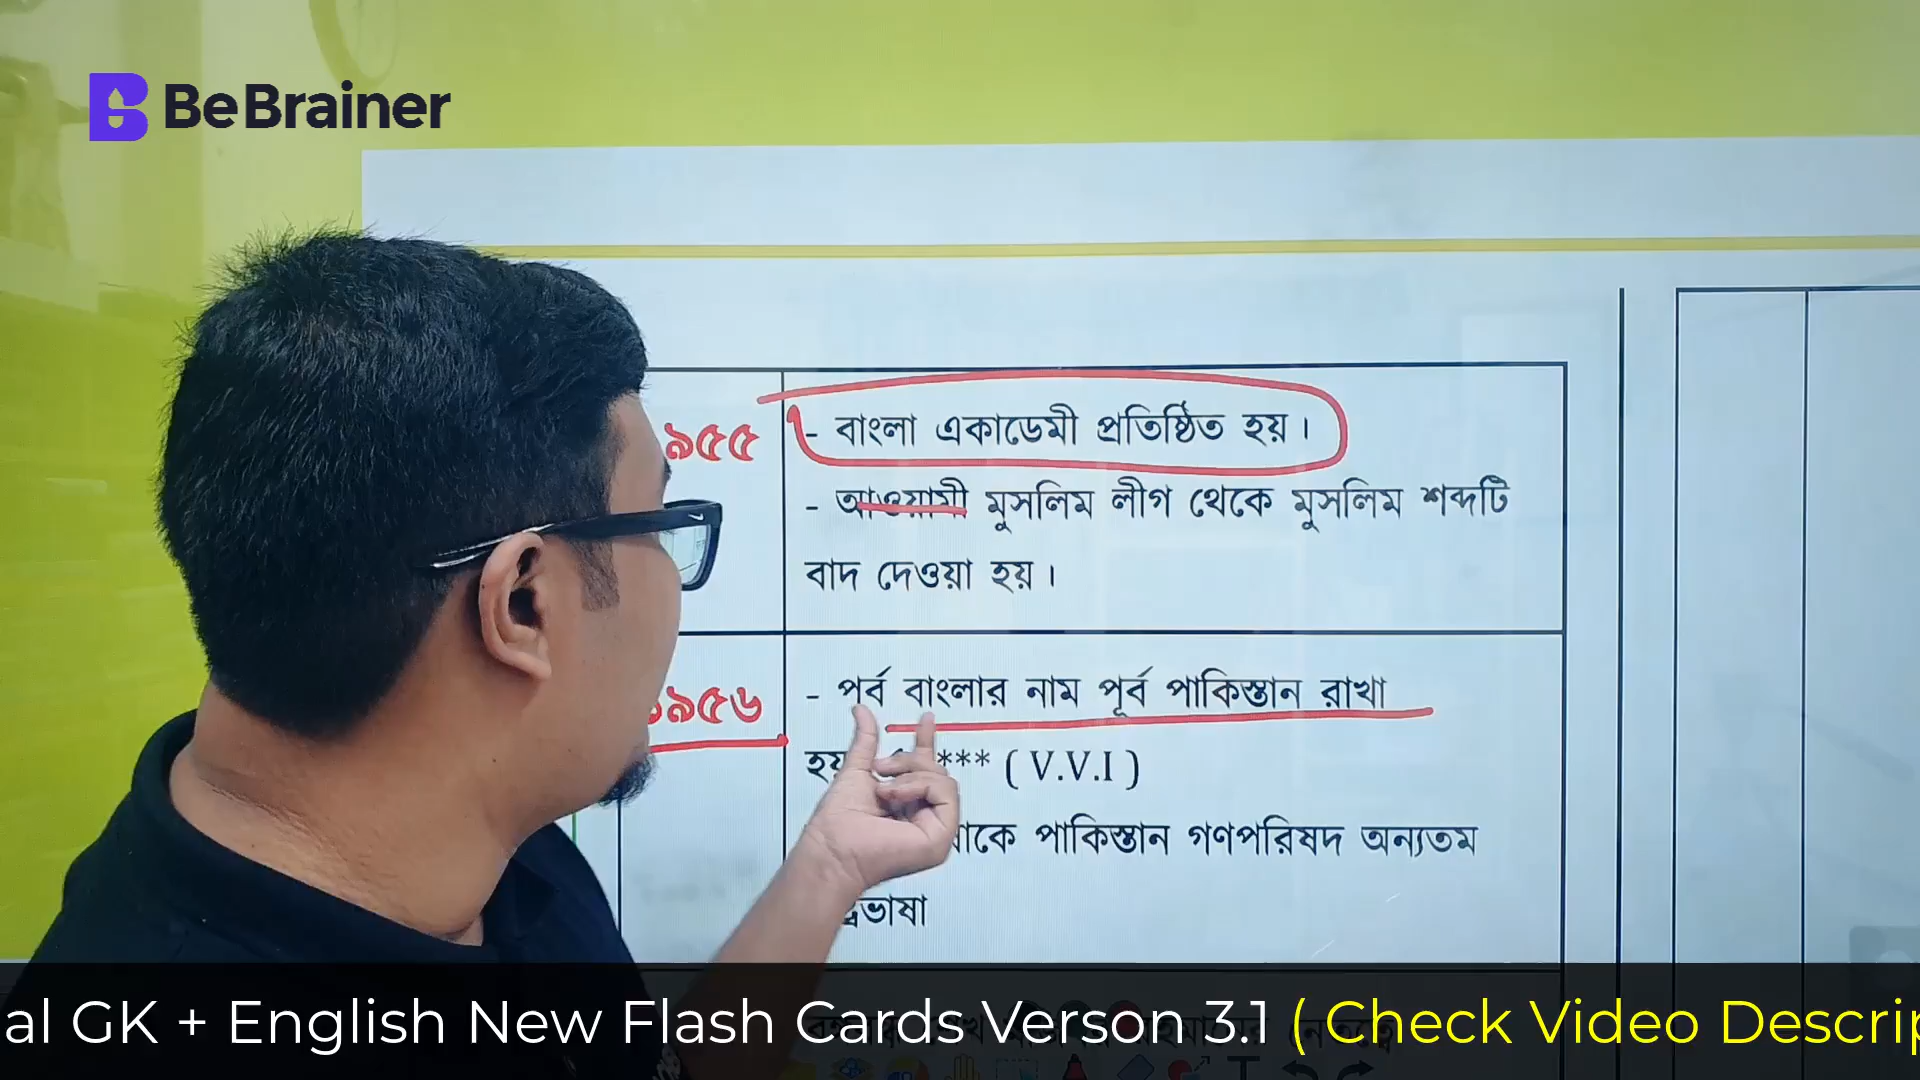 BeBrainer
৯৫৫
- বাংলা একাডেমী প্রতিষ্ঠিত হয়।
- আওয়ামী মুসলিম লীগ থেকে মুসলিম শব্দটি
বাদ দেওয়া হয়।
১৯৫৬
- পূর্ব বাংলার নাম পূর্ব পাকিস্তান রাখা
হয় *** ( V.V.I )
পাকিস্তান গণপরিষদ অন্যতম
al GK + English New Flash Cards Verson 3.1 ( Check Video Descrip